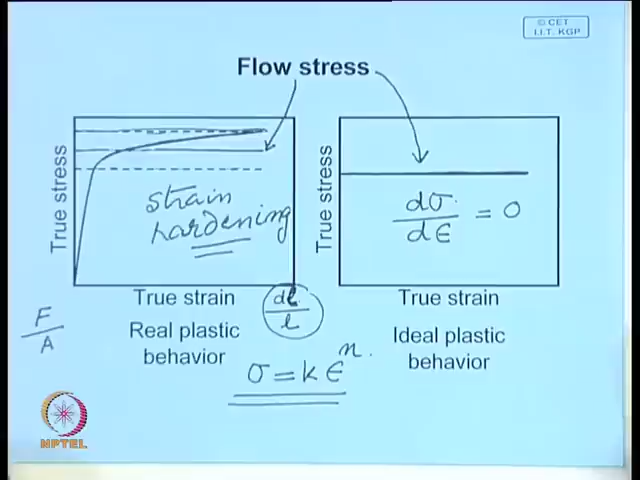 © CET
I.I.T. KGP
Flow stress
True stress
strain
hardening
True strain
Real plastic
behavior
True stress
dσ/dε = 0
True strain
Ideal plastic
behavior
F/A
dl/l
σ = k ε^n
NPTEL